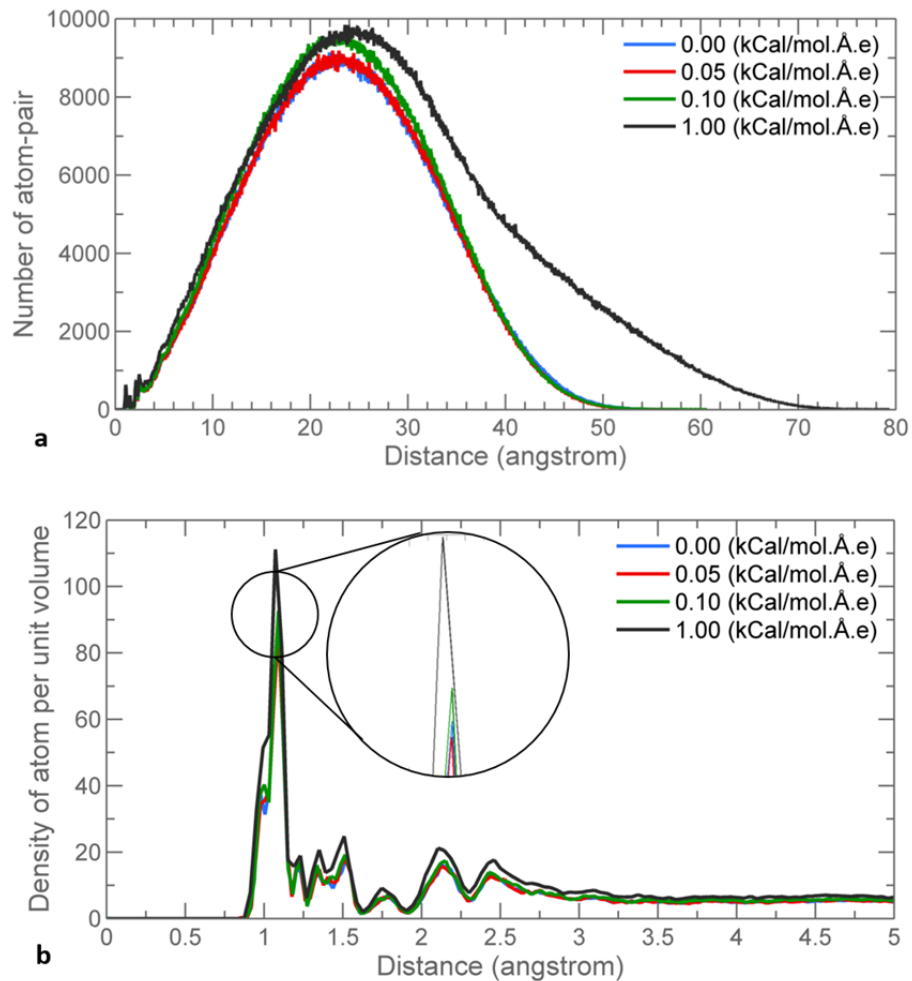 10000
8000
6000
4000
2000
0
Number of atom-pair
0.00 (kCal/mol.Å.e)
0.05 (kCal/mol.Å.e)
0.10 (kCal/mol.Å.e)
1.00 (kCal/mol.Å.e)
0 10 20 30 40 50 60 70 80
a
Distance (angstrom)
120
100
80
60
40
20
0
Density of atom per unit volume
0.00 (kCal/mol.Å.e)
0.05 (kCal/mol.Å.e)
0.10 (kCal/mol.Å.e)
1.00 (kCal/mol.Å.e)
0 0.5 1 1.5 2 2.5 3 3.5 4 4.5 5
b
Distance (angstrom)